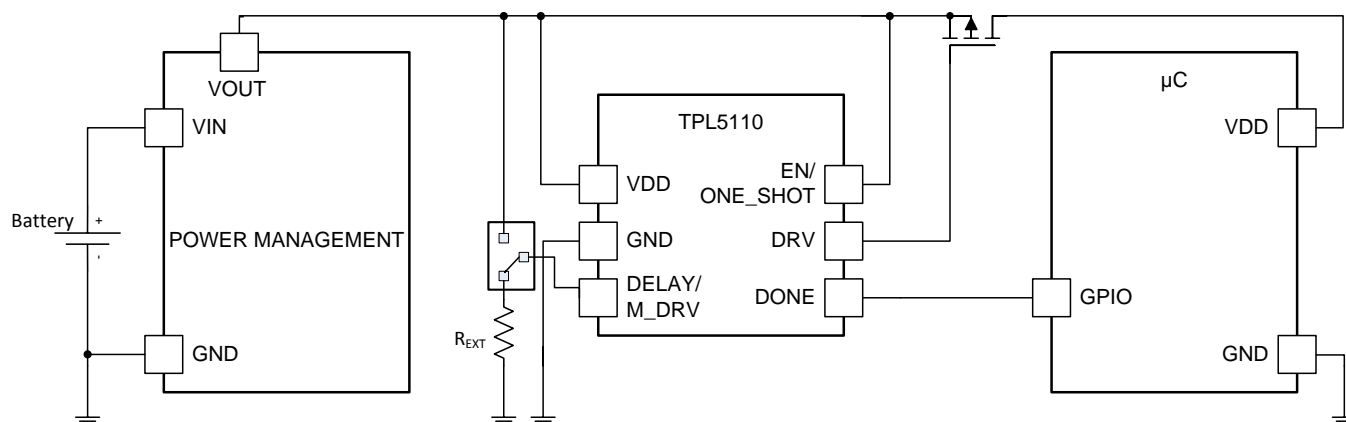 VOUT
VIN
Battery
+
-
POWER MANAGEMENT
GND
TPL5110
VDD
GND
DELAY/
M_DRV
EN/
ONE_SHOT
DRV
DONE
REXT
µC
VDD
GPIO
GND